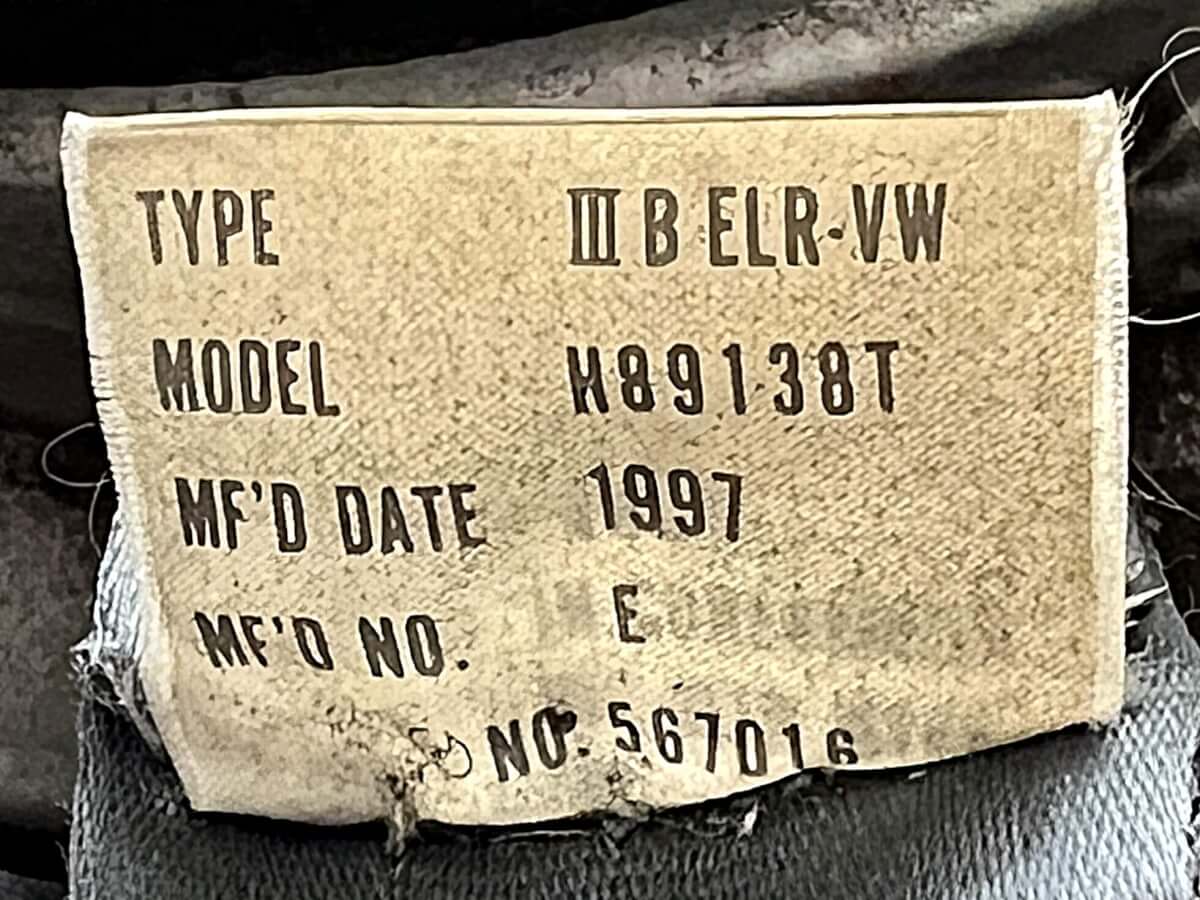 TYPE III B ELR-VW
MODEL H89138T
MF'D DATE 1997
MF'D NO. E
NO. 567016